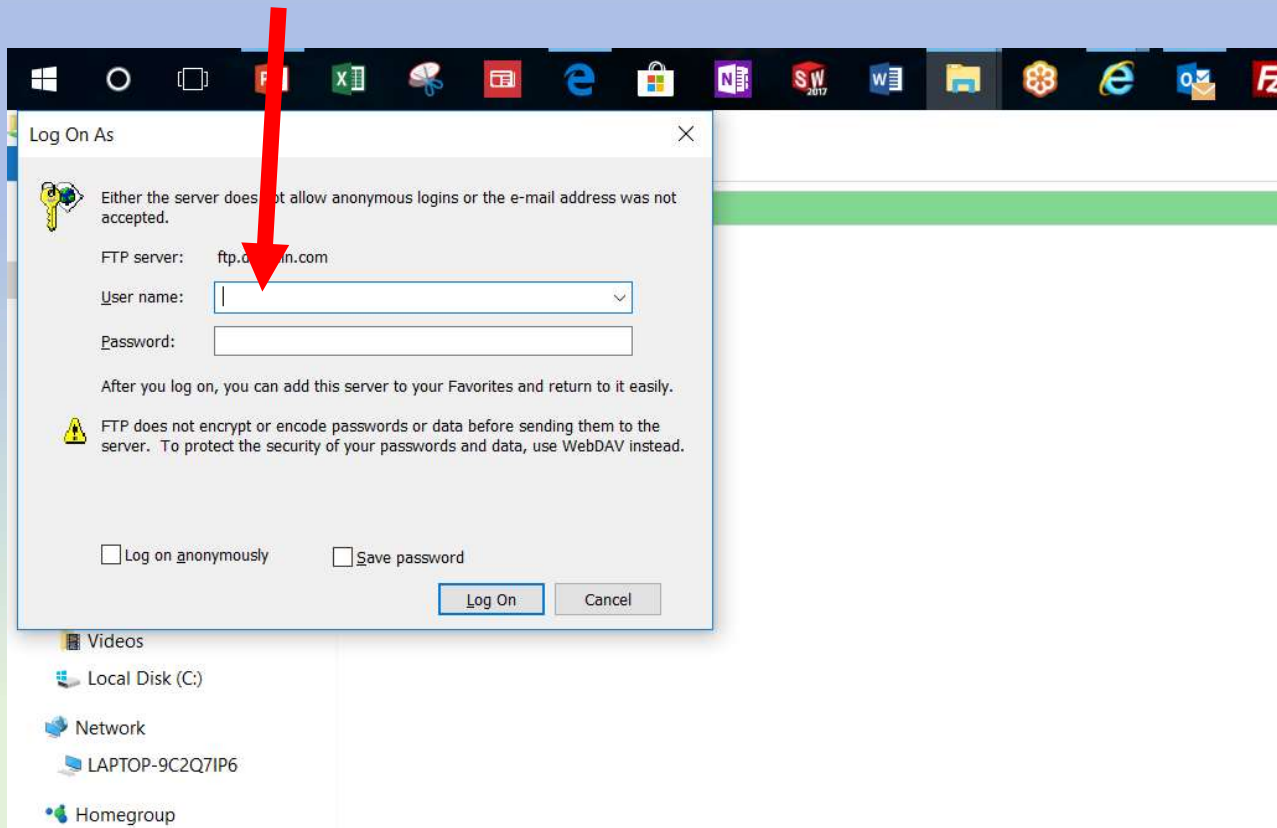 SW
2017
Log On As
Either the server does not allow anonymous logins or the e-mail address was not
accepted.
FTP server:
User name:
Password:
After you log on, you can add this server to your Favorites and return to it easily.
FTP does not encrypt or encode passwords or data before sending them to the
server. To protect the security of your passwords and data, use WebDAV instead.
Log on anonymously Save password
Log On Cancel
Videos
Local Disk (C:)
Network
LAPTOP-9C2Q7IP6
Homegroup